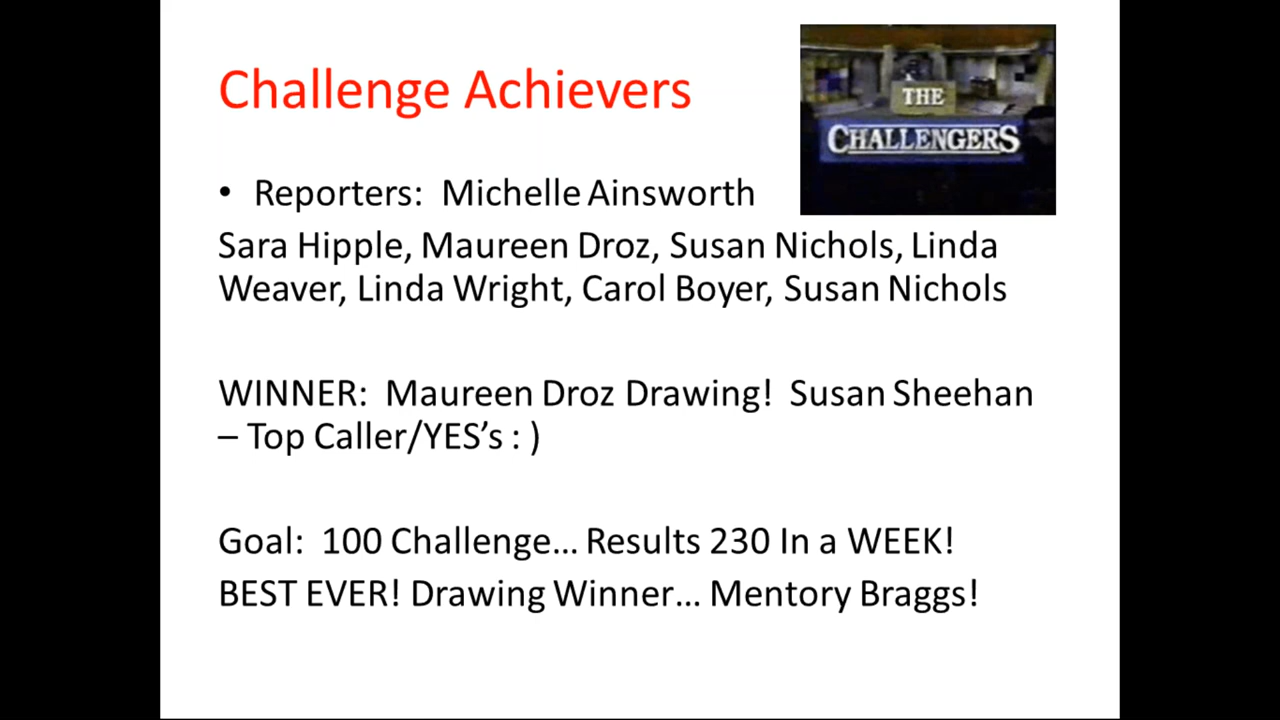 Challenge Achievers
THE
CHALLENGERS
• Reporters:  Michelle Ainsworth
Sara Hipple, Maureen Droz, Susan Nichols, Linda
Weaver, Linda Wright, Carol Boyer, Susan Nichols
WINNER:  Maureen Droz Drawing!  Susan Sheehan
– Top Caller/YES’s : )
Goal:  100 Challenge... Results 230 In a WEEK!
BEST EVER! Drawing Winner... Mentory Braggs!